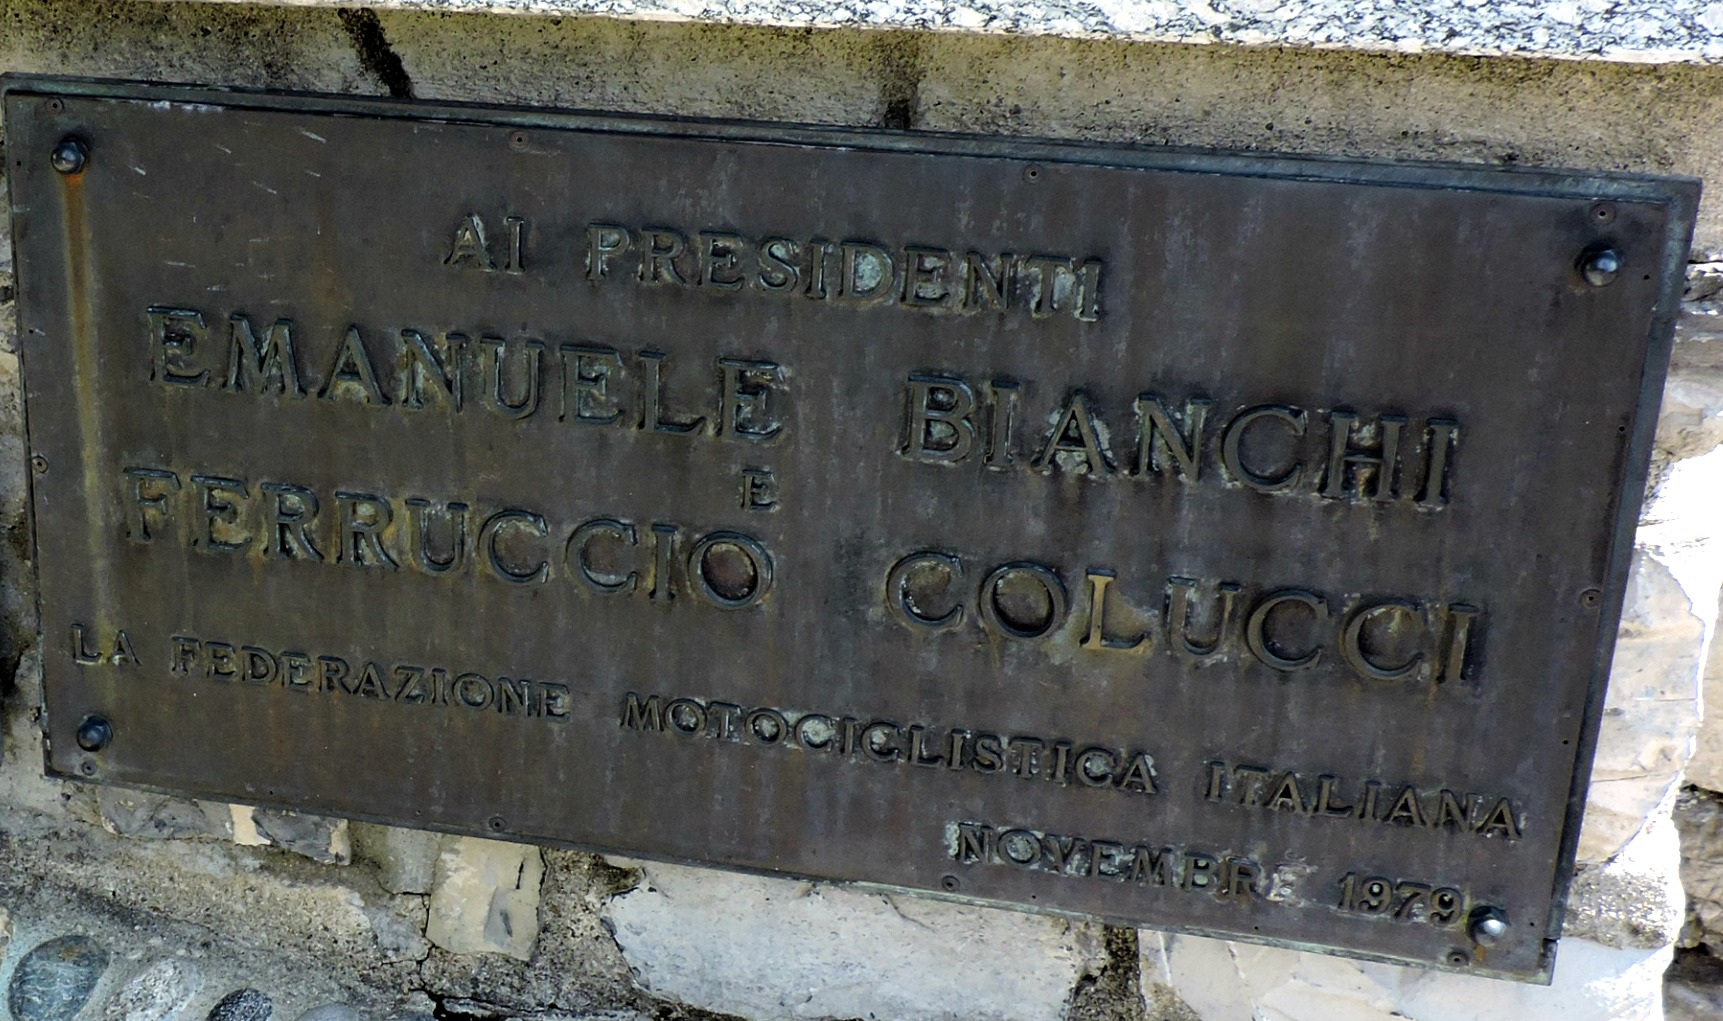 AI PRESIDENTI
EMANUELE BIANCHI
E
FERRUCCIO COLUCCI
LA FEDERAZIONE MOTOCICLISTICA ITALIANA
NOVEMBRE 1979